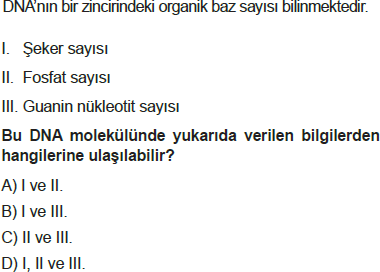 DNA’nın bir zincirindeki organik baz sayısı bilinmektedir.
I. Şeker sayısı
II. Fosfat sayısı
III. Guanin nükleotit sayısı
Bu DNA molekülünde yukarıda verilen bilgilerden
hangilerine ulaşılabilir?
A) I ve II.
B) I ve III.
C) II ve III.
D) I, II ve III.